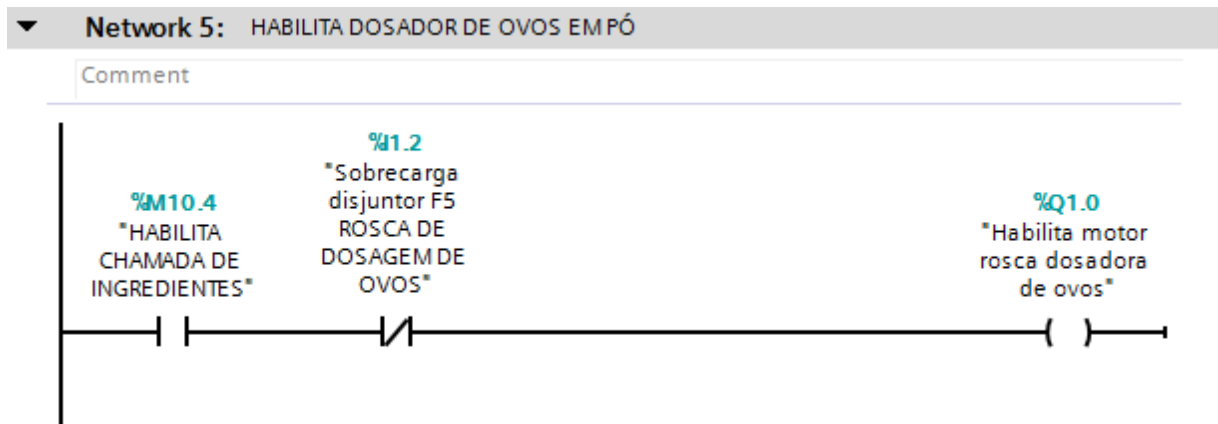 Network 5: HABILITA DOSADOR DE OVOS EM PÓ
Comment
%I1.2
"Sobrecarga
disjuntor F5
ROSCA DE
DOSAGEM DE
OVOS"
%M10.4
"HABILITA
CHAMADA DE
INGREDIENTES"
%Q1.0
"Habilita motor
rosca dosadora
de ovos"